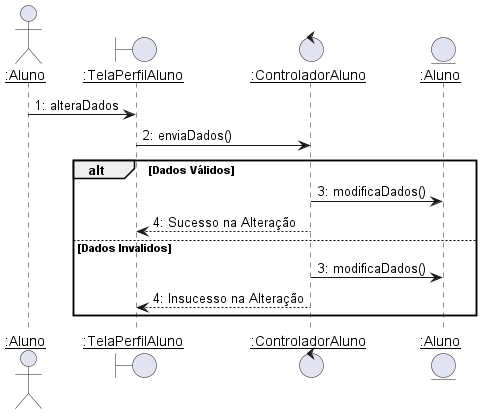 :Aluno :TelaPerfilAluno :ControladorAluno :Aluno
1: alteraDados
2: enviaDados()
alt [Dados Válidos]
3: modificaDados()
4: Sucesso na Alteração
[Dados Inválidos]
3: modificaDados()
4: Insucesso na Alteração
:Aluno :TelaPerfilAluno :ControladorAluno :Aluno